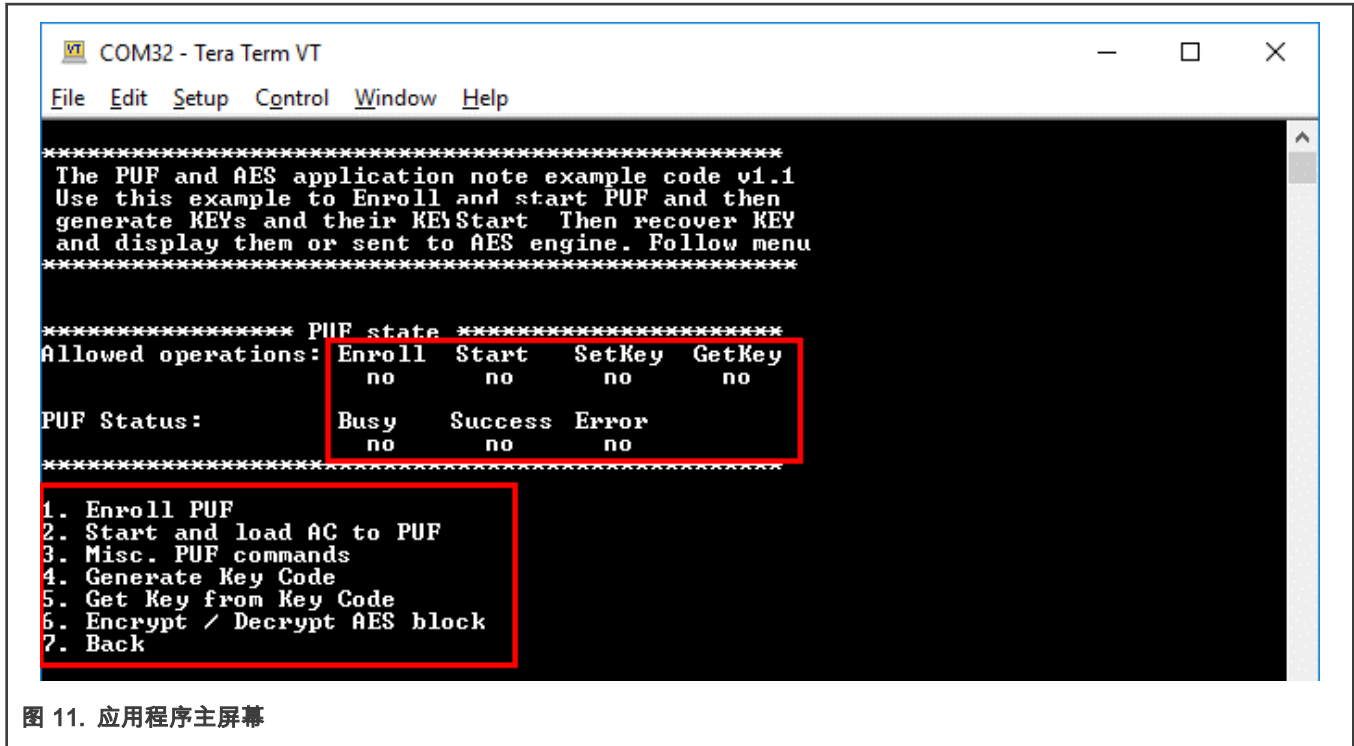 COM32 - Tera Term VT
File Edit Setup Control Window Help
**************************************************
The PUF and AES application note example code v1.1
Use this example to Enroll and start PUF and then
generate KEYs and their KEY Start Then recover KEY
and display them or sent to AES engine. Follow menu
***************************************************
***************** PUF state **********************
Allowed operations: Enroll Start SetKey GetKey
no no no no
PUF Status: Busy Success Error
no no no
**************************************************
1. Enroll PUF
2. Start and load AC to PUF
3. Misc. PUF commands
4. Generate Key Code
5. Get Key from Key Code
6. Encrypt / Decrypt AES block
7. Back
图 11. 应用程序主屏幕